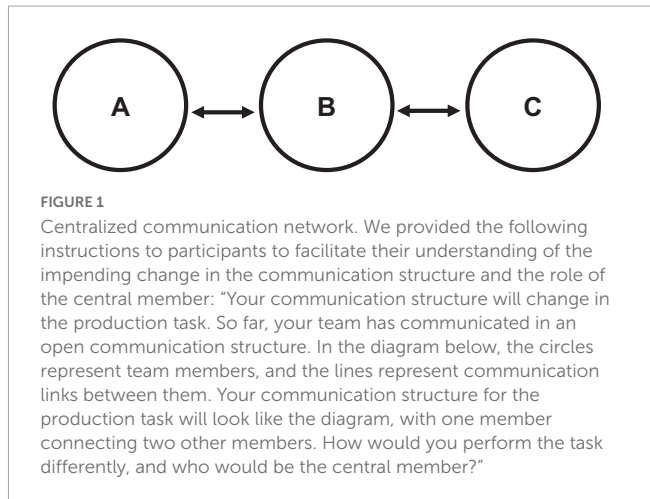 A B C
FIGURE 1
Centralized communication network. We provided the following
instructions to participants to facilitate their understanding of the
impending change in the communication structure and the role of
the central member: “Your communication structure will change in
the production task. So far, your team has communicated in an
open communication structure. In the diagram below, the circles
represent team members, and the lines represent communication
links between them. Your communication structure for the
production task will look like the diagram, with one member
connecting two other members. How would you perform the task
differently, and who would be the central member?”